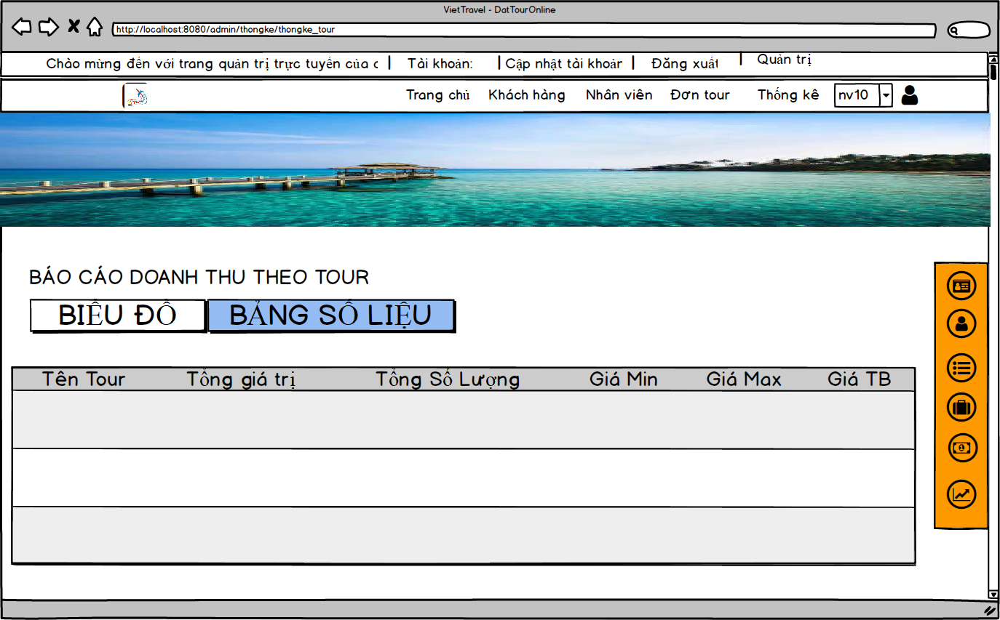 VietTravel - DatTourOnline
http://localhost:8080/admin/thongke/thongke_tour
Chào mừng đến với trang quản trị trực tuyến của | Tài khoản: | Cập nhật tài khoản | Đăng xuất | Quản trị
Trang chủ Khách hàng Nhân viên Đơn tour Thống kê nv10
BÁO CÁO DOANH THU THEO TOUR
BIỂU ĐỒ BẢNG SỐ LIỆU
Tên Tour Tổng giá trị Tổng Số Lượng Giá Min Giá Max Giá TB